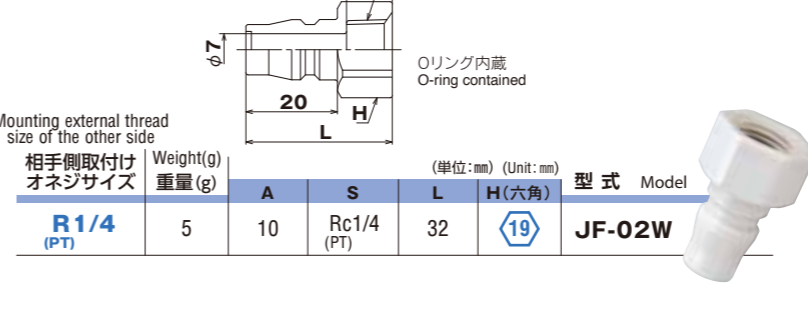 φ7
Oリング内蔵
O-ring contained
20
H
L
Mounting external thread
size of the other side
相手側取付け
オネジサイズ
Weight(g)
重量(g)
(単位:mm) (Unit: mm)
A
S
L
H(六角)
型式 Model
R1/4
(PT)
5
10
Rc1/4
(PT)
32
19
JF-02W